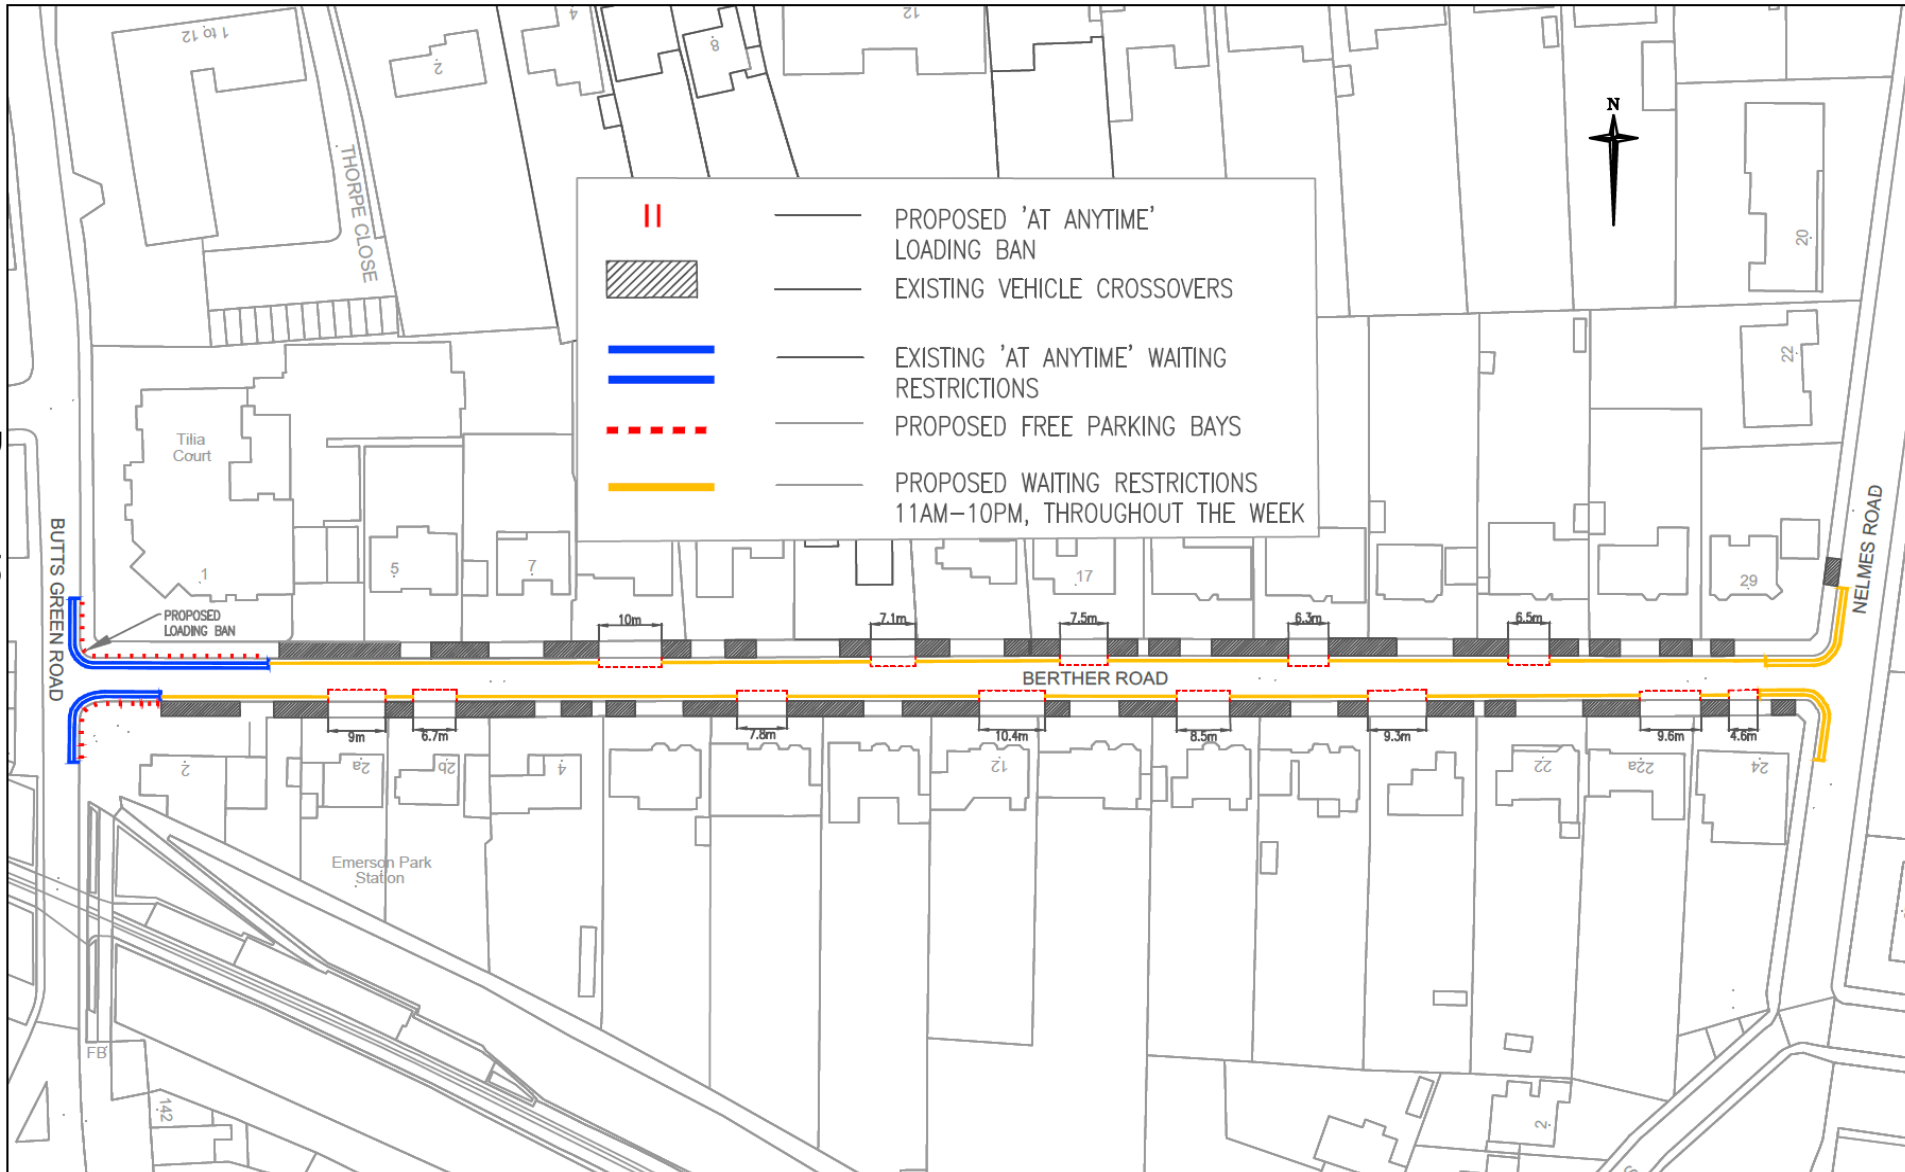 1 to 12
2
4
8
12
N
THORPE CLOSE
PROPOSED 'AT ANYTIME'
LOADING BAN
EXISTING VEHICLE CROSSOVERS
EXISTING 'AT ANYTIME' WAITING
RESTRICTIONS
PROPOSED FREE PARKING BAYS
PROPOSED WAITING RESTRICTIONS
11AM-10PM, THROUGHOUT THE WEEK
20
22
Tilia
Court
1
5
7
17
29
BUTTS GREEN ROAD
NELMES ROAD
PROPOSED
LOADING BAN
10m
7.1m
7.5m
6.3m
6.5m
BERTHER ROAD
9m
6.7m
7.8m
10.4m
8.5m
9.3m
9.6m
4.6m
2
2a
2b
4
12
22
22a
24
Emerson Park
Station
FB
142
2